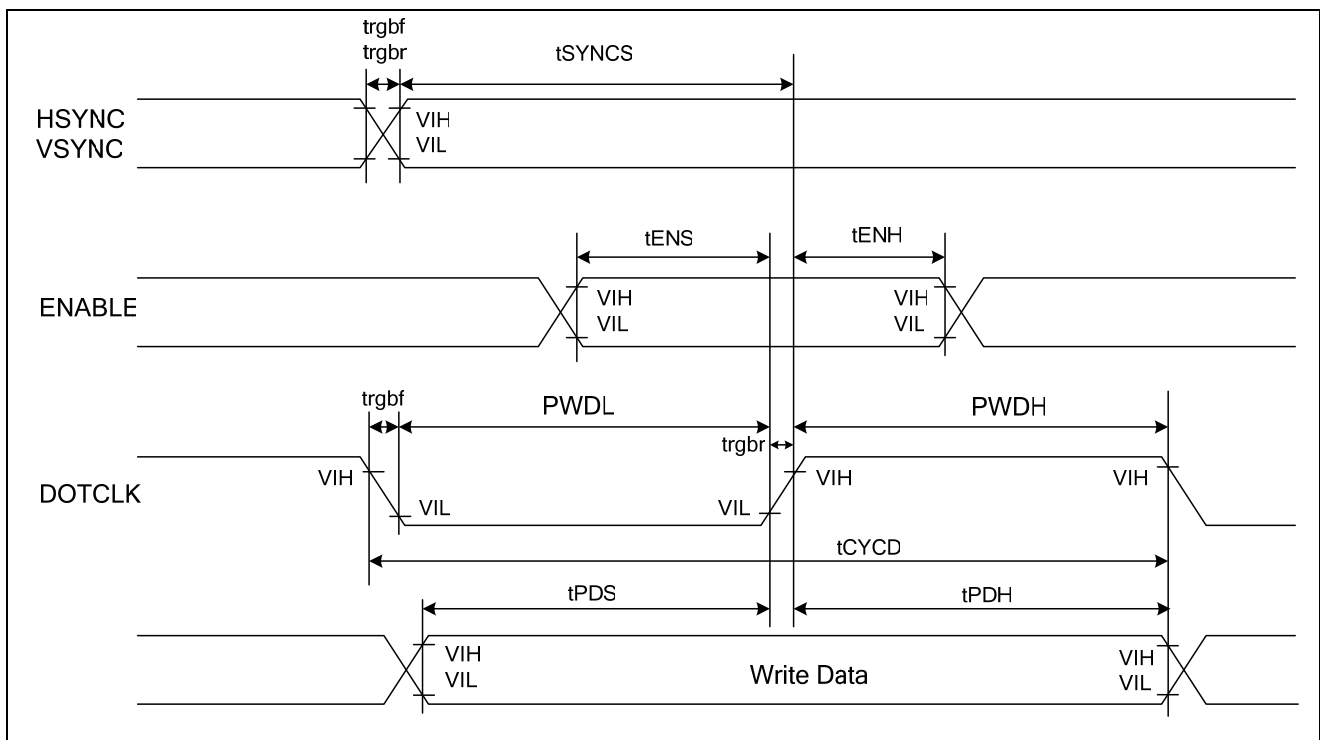 trgbf
trgbr
tSYNCS
HSYNC
VSYNC
VIH
VIL
tENS
tENH
ENABLE
VIH
VIL
VIH
VIL
trgbf
PWDL
PWDH
trgbr
DOTCLK
VIH
VIL
VIL
VIH
VIH
tCYCD
tPDS
tPDH
VIH
VIL
Write Data
VIH
VIL